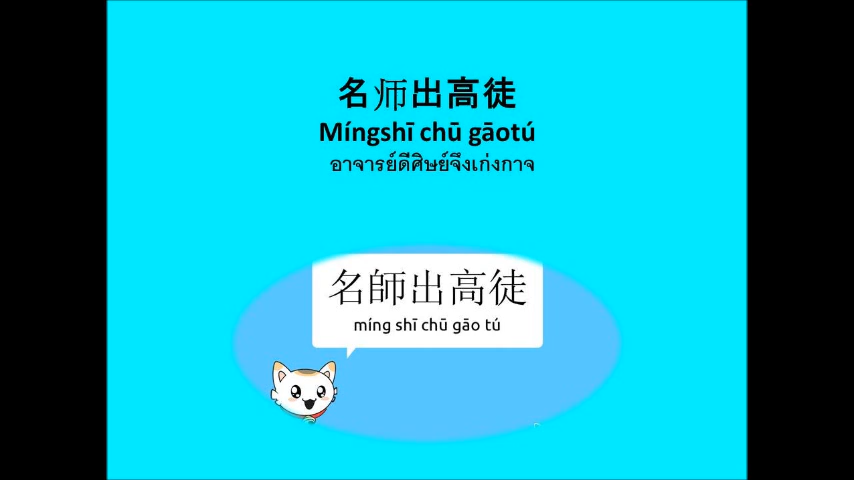 名师出高徒
Míngshī chū gāotú
อาจารย์ดีศิษย์จึงเก่งกาจ
名師出高徒
míng shī chū gāo tú